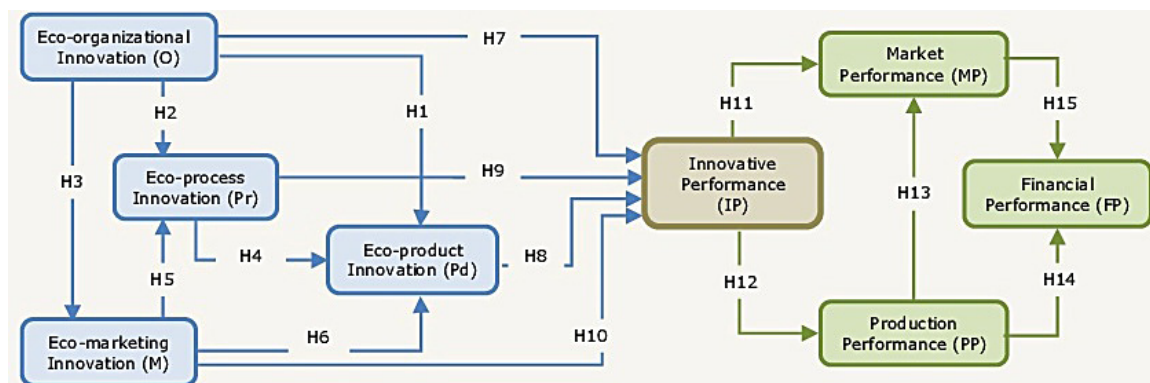 Eco-organizational
Innovation (O)
H7
Market
Performance (MP)
H2
H1
H11
H15
H3
Eco-process
Innovation (Pr)
H9
Innovative
Performance
(IP)
H13
Financial
Performance (FP)
H5
H4
Eco-product
Innovation (Pd)
H8
H12
H14
Eco-marketing
Innovation (M)
H6
H10
Production
Performance (PP)